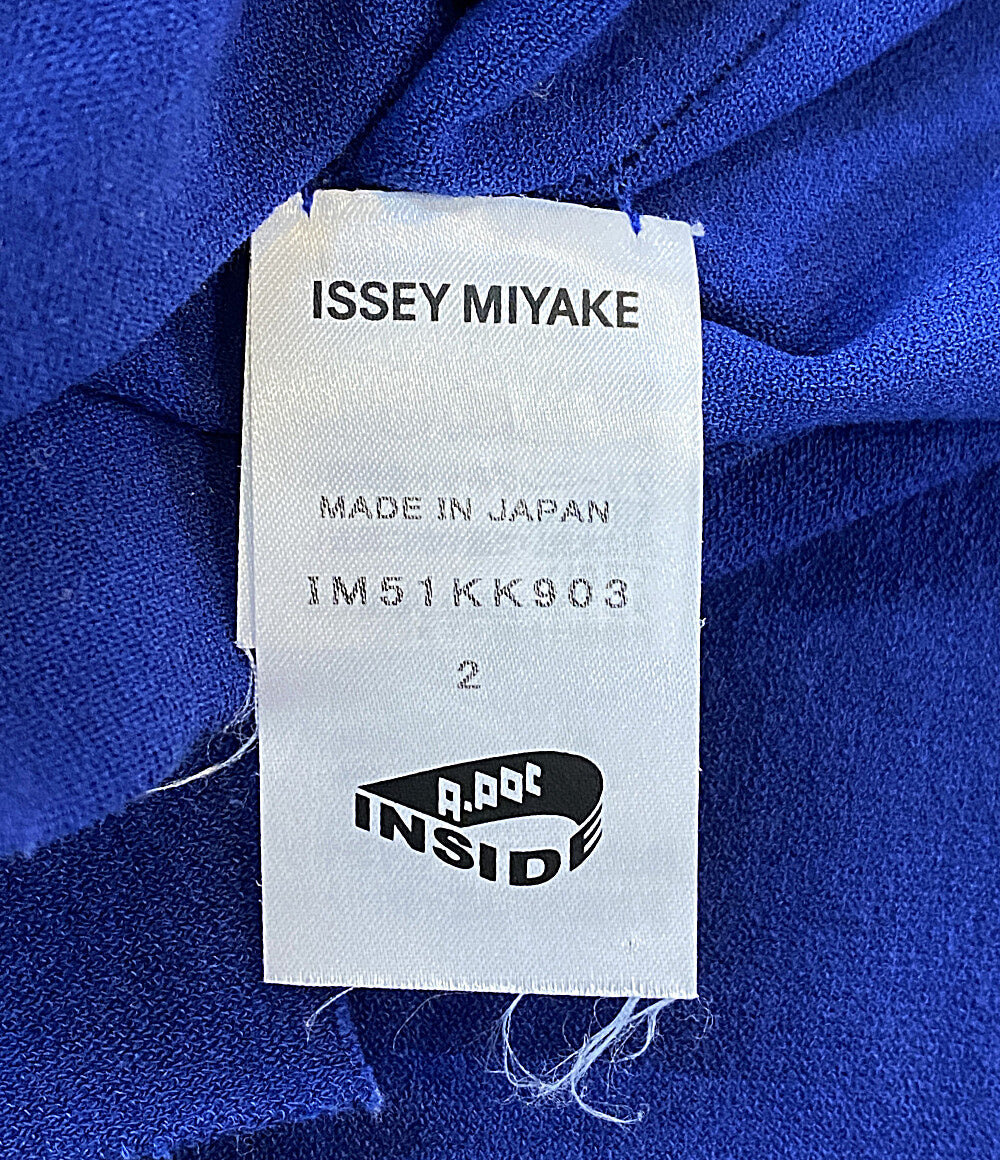 ISSEY MIYAKE
MADE IN JAPAN
IM51KK903
2
A.POC
INSIDE